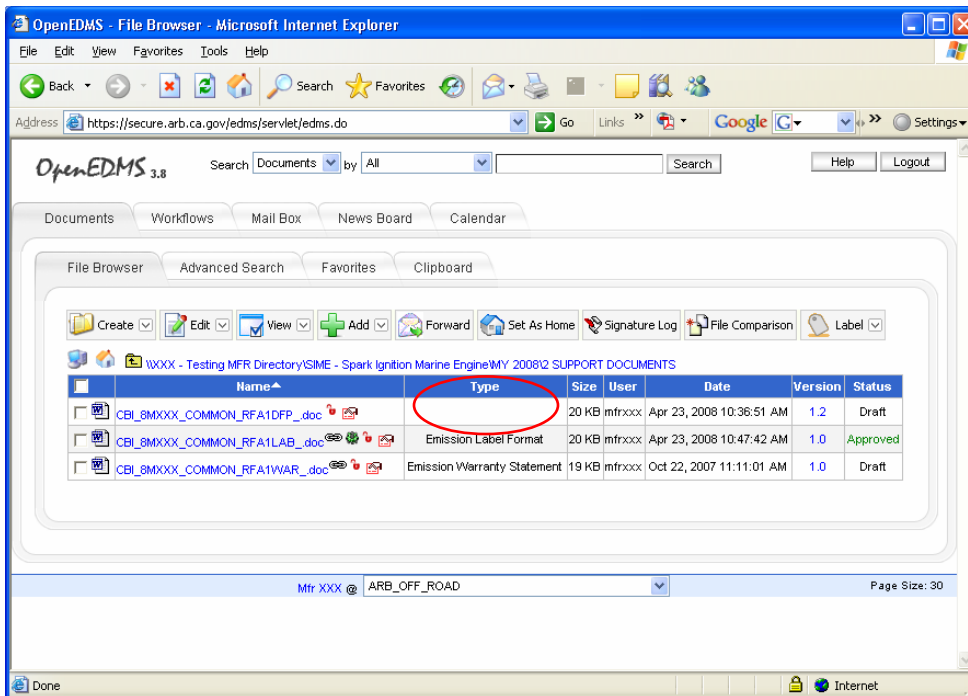 OpenEDMS - File Browser - Microsoft Internet Explorer
File Edit View Favorites Tools Help
Back Search Favorites
Address https://secure.arb.ca.gov/edms/servlet/edms.do Go Links » Google G Settings
OpenEDMS 3.8 Search Documents by All Search Help Logout
Documents Workflows Mail Box News Board Calendar
File Browser Advanced Search Favorites Clipboard
Create Edit View Add Forward Set As Home Signature Log File Comparison Label
\\XXX - Testing MFR Directory\SIME - Spark Ignition Marine Engine\MY 2008\2 SUPPORT DOCUMENTS
Name Type Size User Date Version Status
CBI_8MXXX_COMMON_RFA1DFP_.doc 20 KB mfrxxx Apr 23, 2008 10:36:51 AM 1.2 Draft
CBI_8MXXX_COMMON_RFA1LAB_.doc Emission Label Format 20 KB mfrxxx Apr 23, 2008 10:47:42 AM 1.0 Approved
CBI_8MXXX_COMMON_RFA1WAR_.doc Emission Warranty Statement 19 KB mfrxxx Oct 22, 2007 11:11:01 AM 1.0 Draft
Mfr XXX @ ARB_OFF_ROAD Page Size: 30
Done Internet